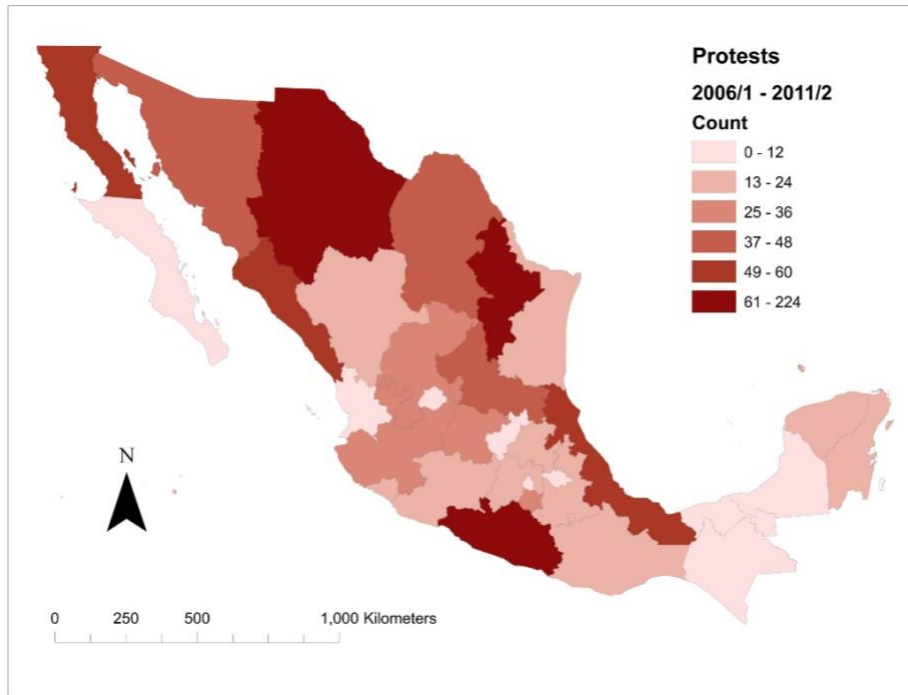 Protests
2006/1 - 2011/2
Count
0 - 12
13 - 24
25 - 36
37 - 48
49 - 60
61 - 224
N
0 250 500 1,000 Kilometers